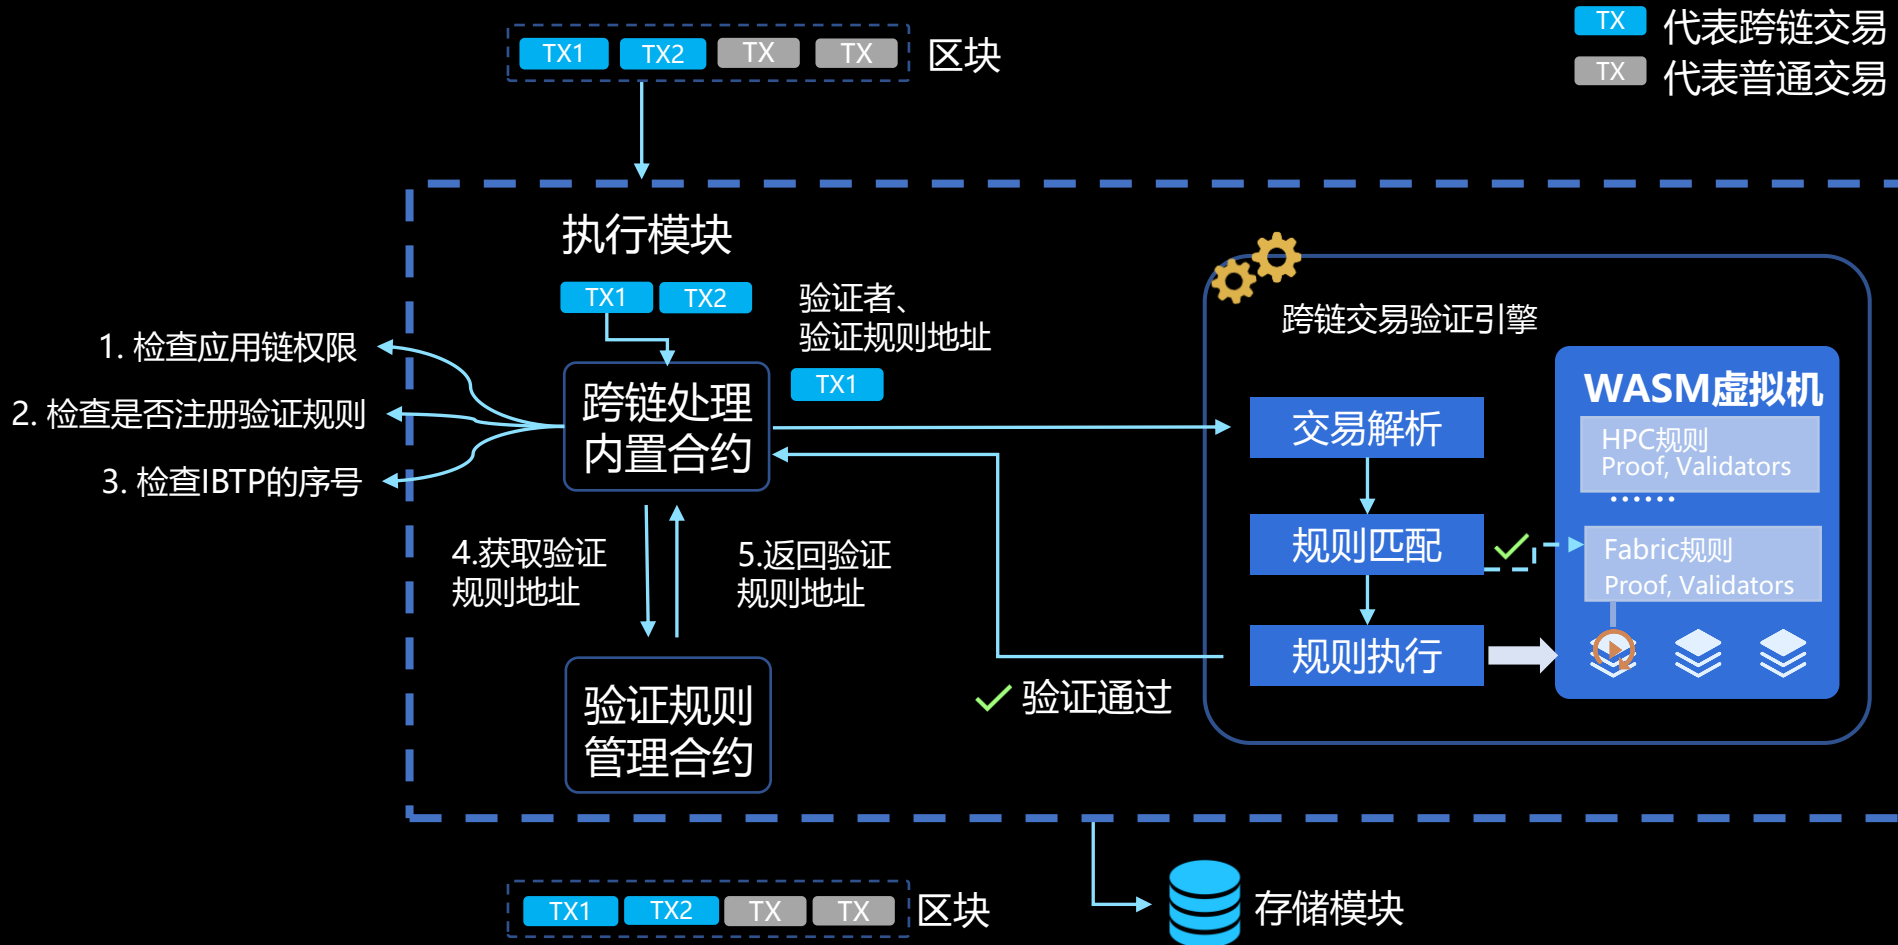 TX 代表跨链交易
TX 代表普通交易
TX1 TX2 TX TX 区块
执行模块
TX1 TX2
验证者、
验证规则地址
TX1
1. 检查应用链权限
2. 检查是否注册验证规则
3. 检查IBTP的序号
跨链处理
内置合约
4.获取验证
规则地址
5.返回验证
规则地址
验证规则
管理合约
验证通过
跨链交易验证引擎
交易解析
规则匹配
规则执行
WASM虚拟机
HPC规则
Proof, Validators
······
Fabric规则
Proof, Validators
TX1 TX2 TX TX 区块
存储模块